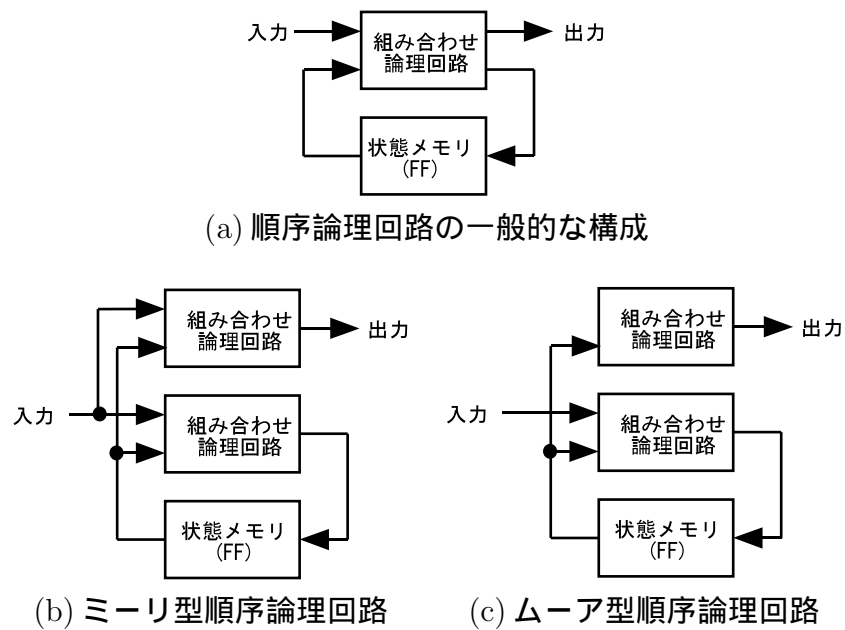 入力
組み合わせ
論理回路
出力
状態メモリ
(FF)
(a) 順序論理回路の一般的な構成
組み合わせ
論理回路
出力
入力
組み合わせ
論理回路
状態メモリ
(FF)
(b) ミーリ型順序論理回路
組み合わせ
論理回路
出力
入力
組み合わせ
論理回路
状態メモリ
(FF)
(c) ムーア型順序論理回路